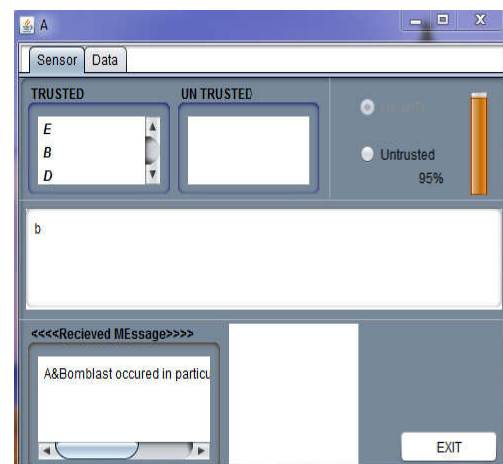 A
Sensor Data
TRUSTED UN TRUSTED
E
B
D
Untrusted
95%
b
<<<<Recieved MEssage>>>>
A&Bomblast occured in particu
EXIT